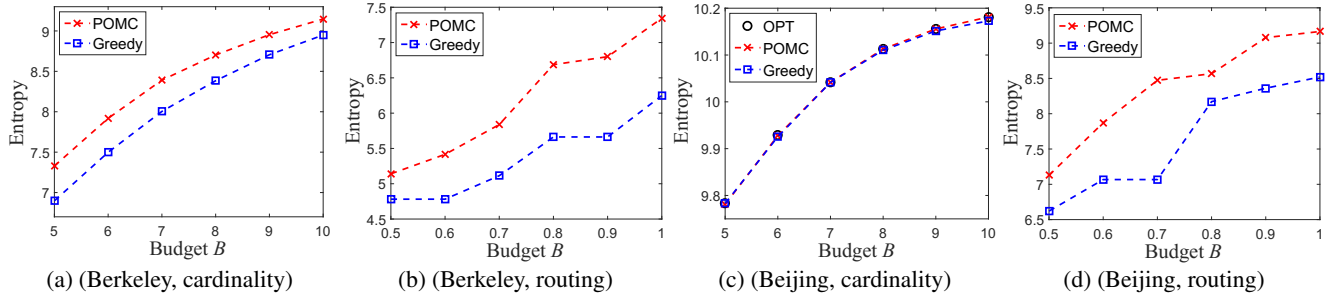 POMC
Greedy
9
8.5
8
7.5
7
Entropy
5 6 7 8 9 10
Budget B
(a) (Berkeley, cardinality)
POMC
Greedy
7.5
7
6.5
6
5.5
5
4.5
Entropy
0.5 0.6 0.7 0.8 0.9 1
Budget B
(b) (Berkeley, routing)
OPT
POMC
Greedy
10.2
10.1
10
9.9
9.8
Entropy
5 6 7 8 9 10
Budget B
(c) (Beijing, cardinality)
POMC
Greedy
9.5
9
8.5
8
7.5
7
6.5
Entropy
0.5 0.6 0.7 0.8 0.9 1
Budget B
(d) (Beijing, routing)